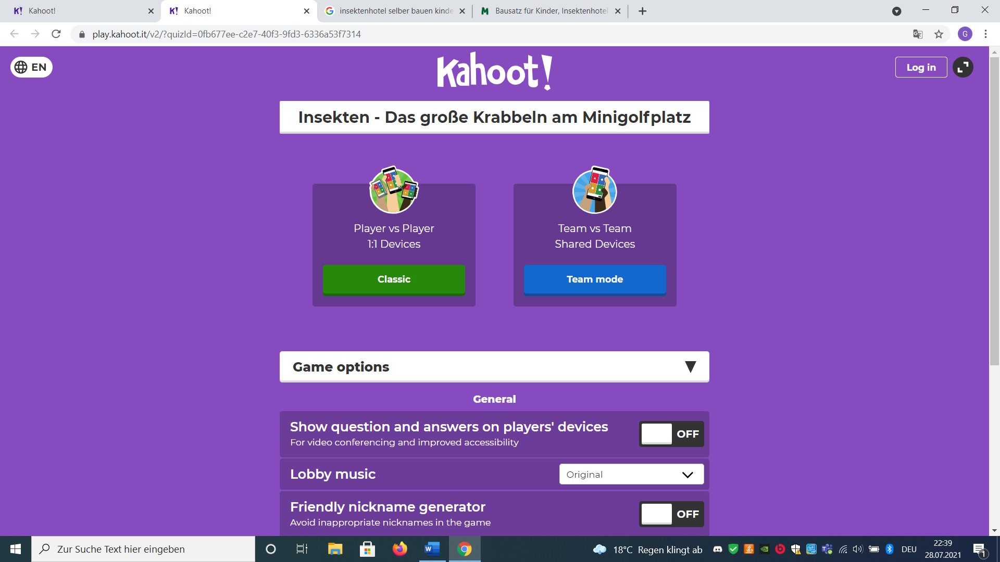 Kahoot!
Kahoot!
insektenhotel selber bauen kinde
Bausatz für Kinder, Insektenhotel
play.kahoot.it/v2/?quizId=0fb677ee-c2e7-40f3-9fd3-6336a53f7314
G
EN
Kahoot!
Log in
Insekten - Das große Krabbeln am Minigolfplatz
Player vs Player
1:1 Devices
Classic
Team vs Team
Shared Devices
Team mode
Game options
General
Show question and answers on players' devices
For video conferencing and improved accessibility
OFF
Lobby music
Original
Friendly nickname generator
Avoid inappropriate nicknames in the game
OFF
Zur Suche Text hier eingeben
18°C Regen klingt ab
DEU
22:39
28.07.2021
1